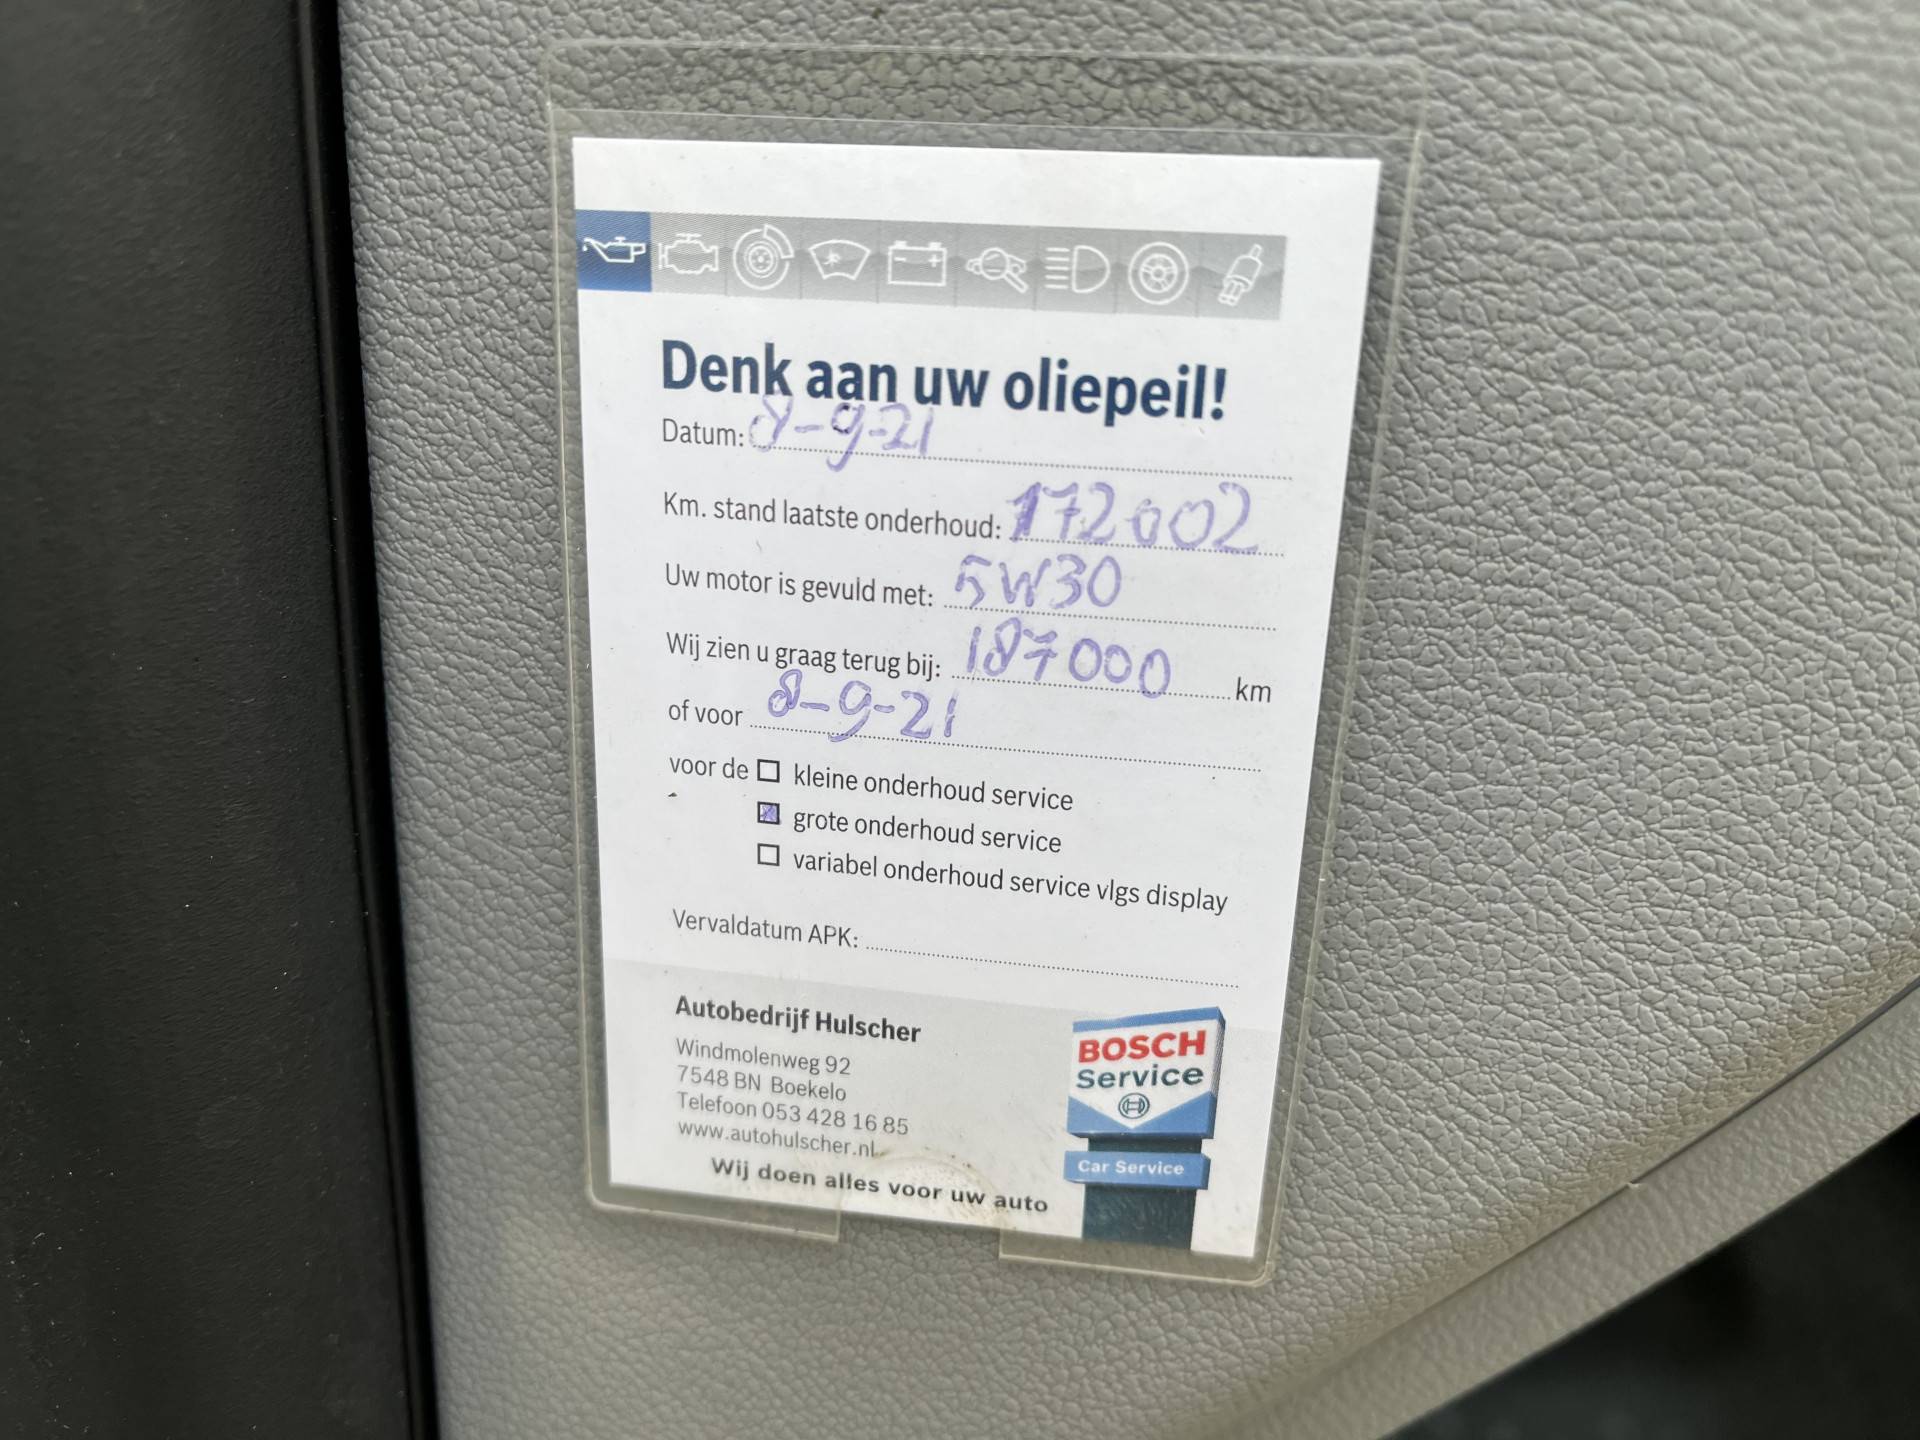 Denk aan uw oliepeil!
Datum: 8-9-21
Km. stand laatste onderhoud: 172002
Uw motor is gevuld met: 5W30
Wij zien u graag terug bij: 187000 km
of voor 8-9-21
voor de kleine onderhoud service
grote onderhoud service
variabel onderhoud service vlgs display
Vervaldatum APK:
Autobedrijf Hulscher
Windmolenweg 92
7548 BN Boekelo
Telefoon 053 428 16 85
www.autohulscher.nl
Wij doen alles voor uw auto
BOSCH
Service
Car Service